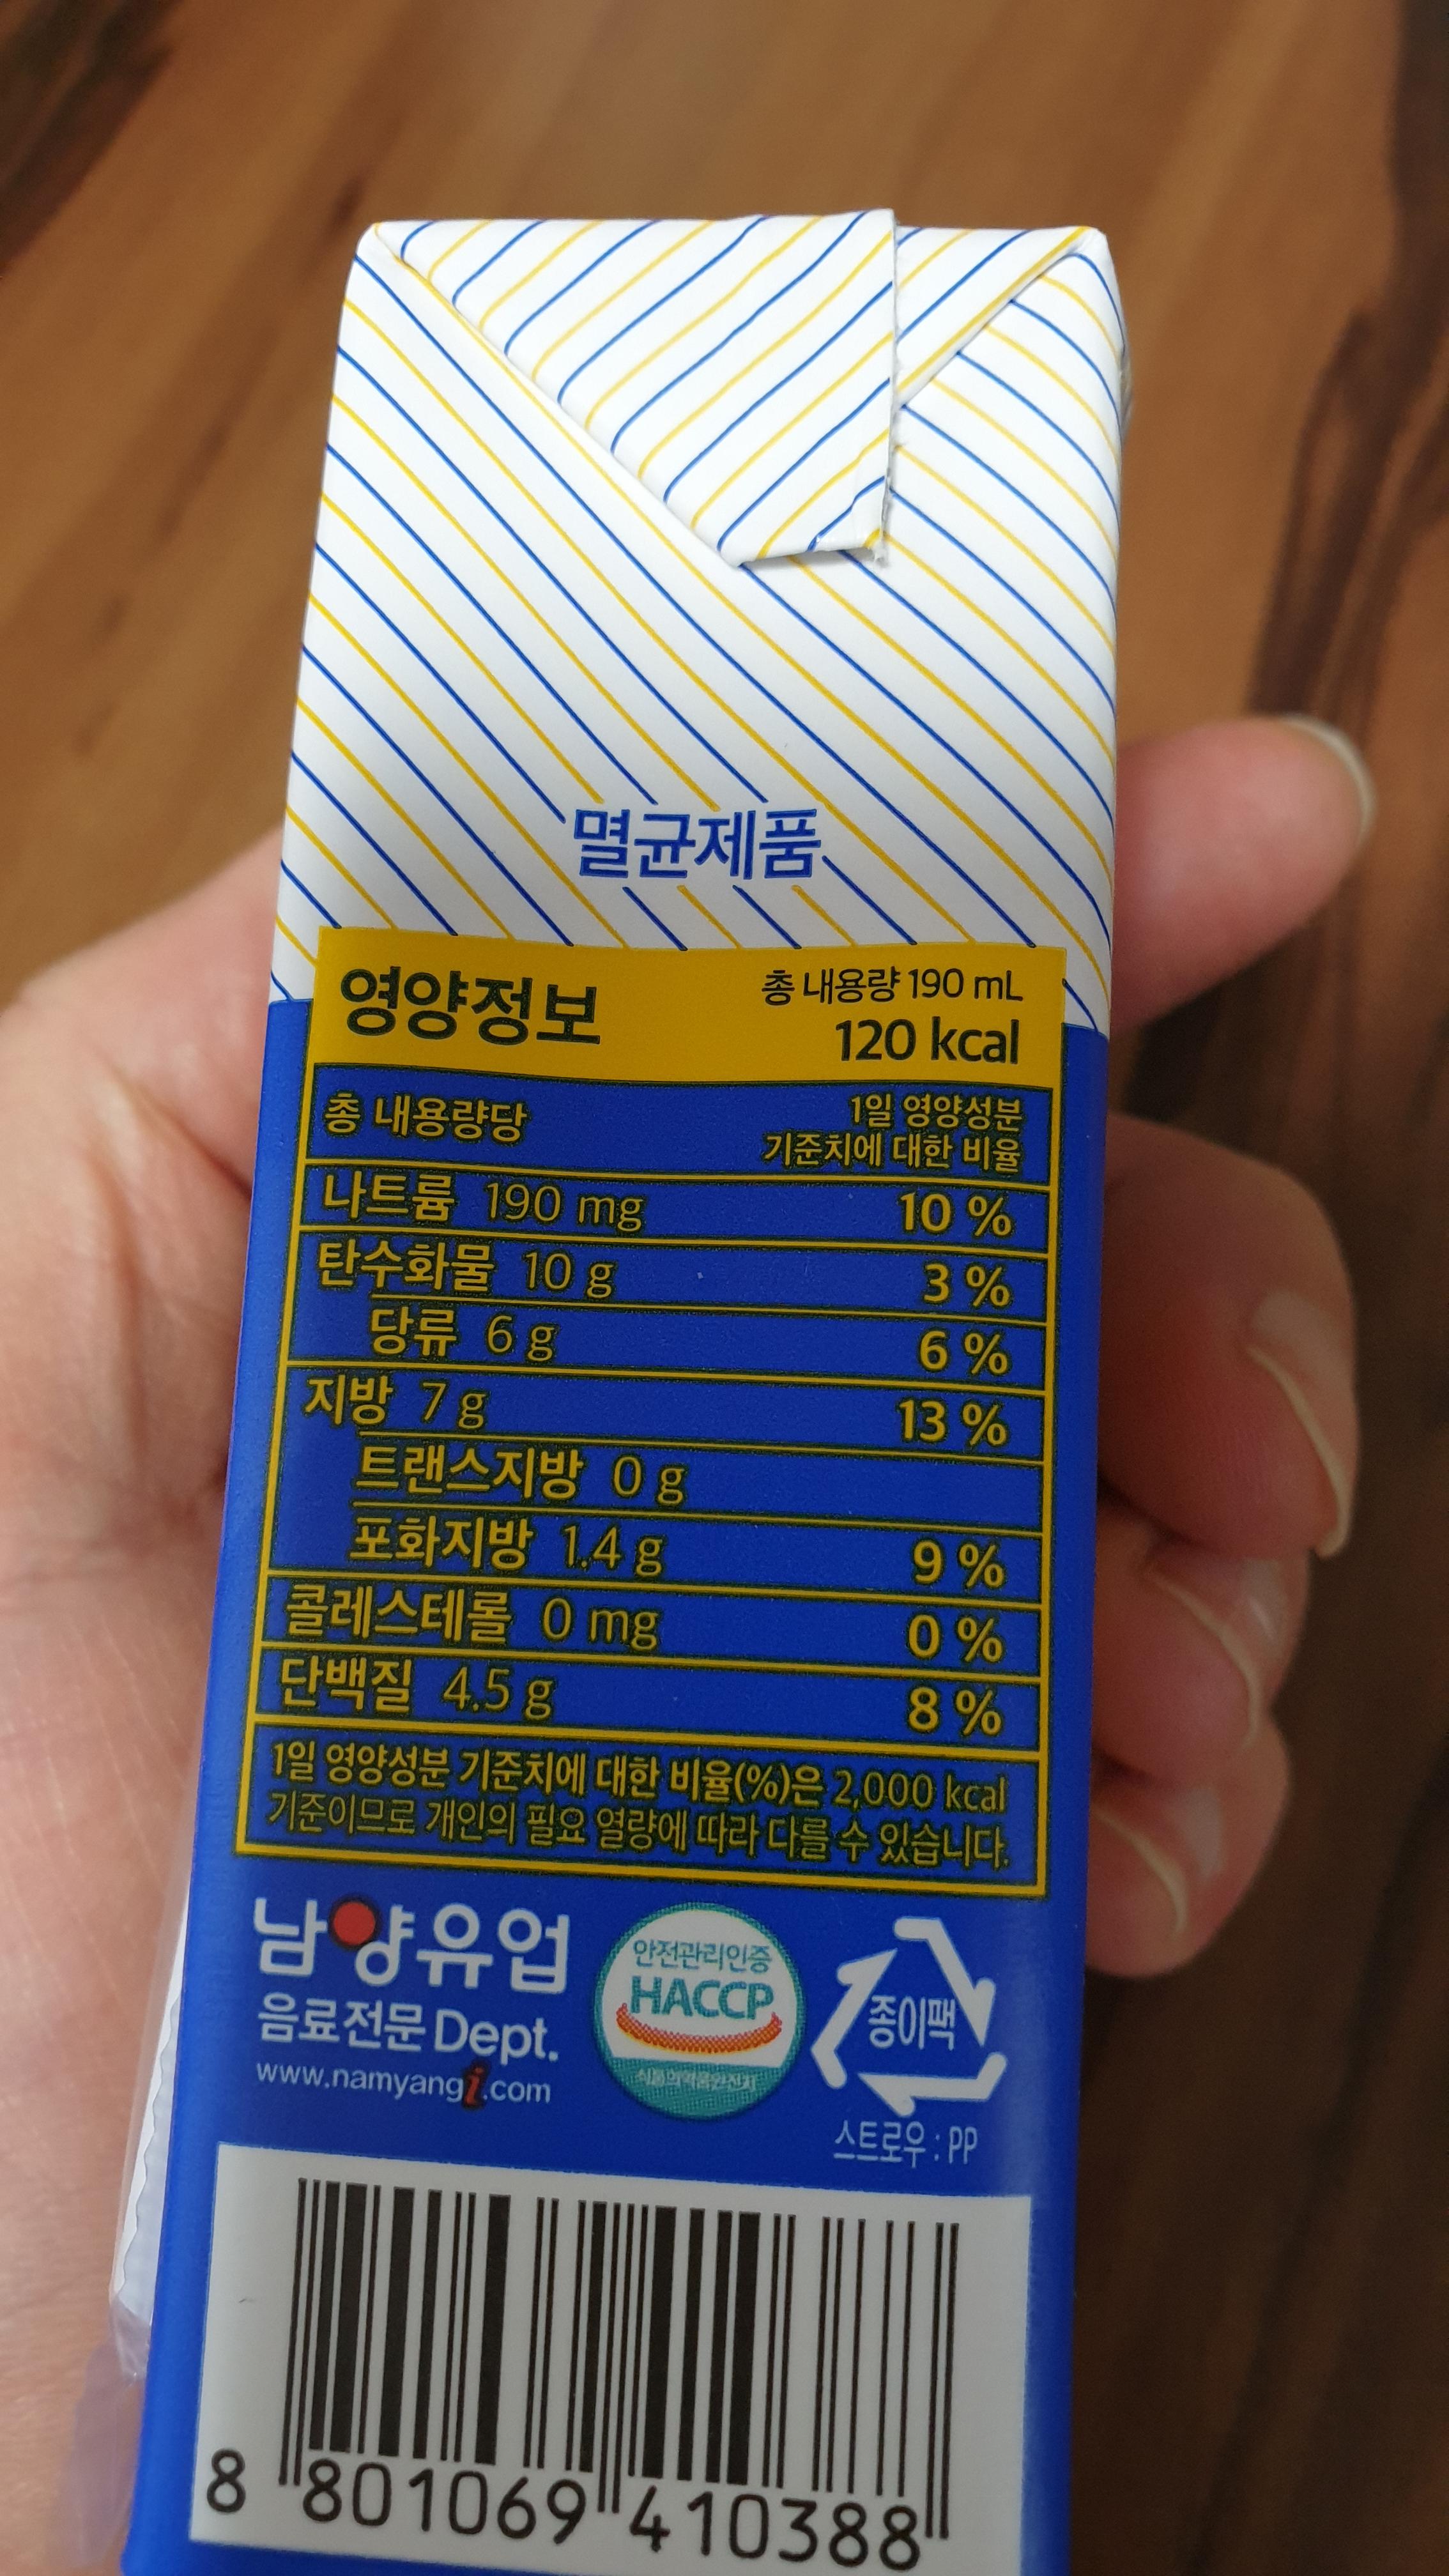 멸균제품
영양정보
총 내용량 190 mL
120 kcal
총 내용량당
1일 영양성분
기준치에 대한 비율
나트륨 190 mg 10 %
탄수화물 10 g 3 %
당류 6 g 6 %
지방 7 g 13 %
트랜스지방 0 g
포화지방 1.4 g 9 %
콜레스테롤 0 mg 0 %
단백질 4.5 g 8 %
1일 영양성분 기준치에 대한 비율(%)은 2,000 kcal
기준이므로 개인의 필요 열량에 따라 다를 수 있습니다.
남양유업
음료전문 Dept.
www.namyangi.com
안전관리인증
HACCP
식품의약품안전처
종이팩
스트로우 : PP
8 801069 410388